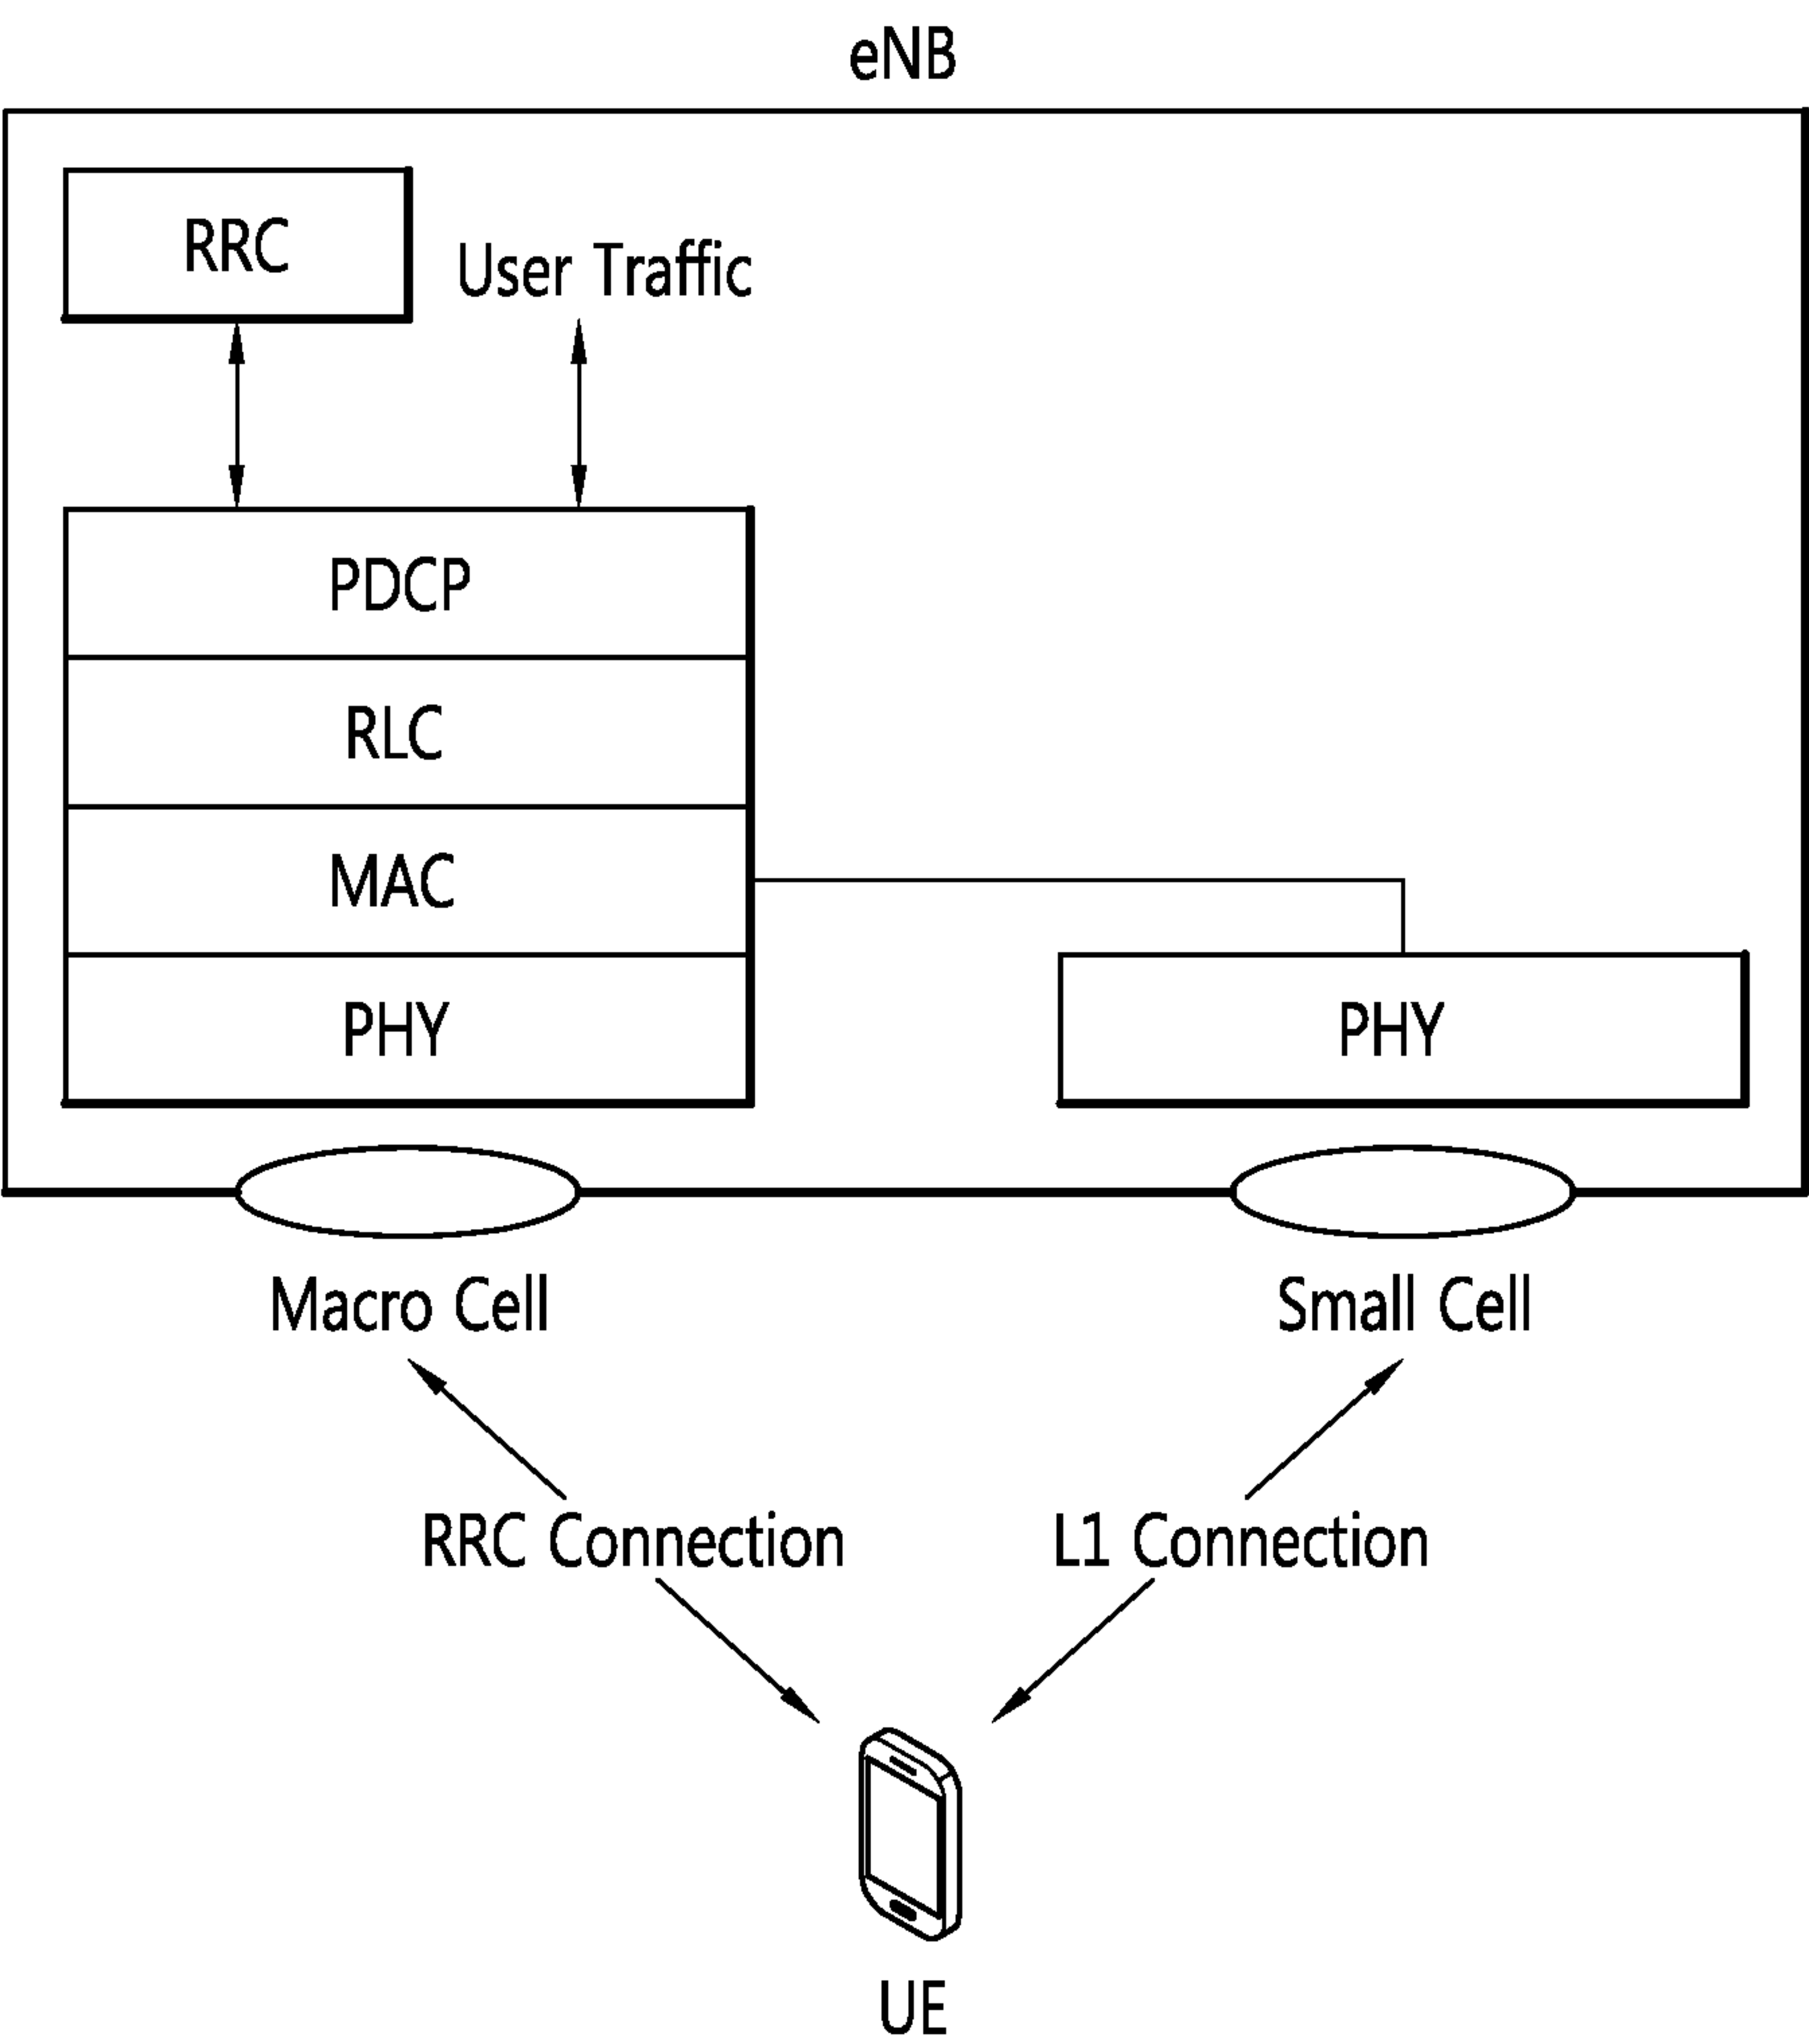 eNB
RRC
User Traffic
PDCP
RLC
MAC
PHY
PHY
Macro Cell
Small Cell
RRC Connection
L1 Connection
UE